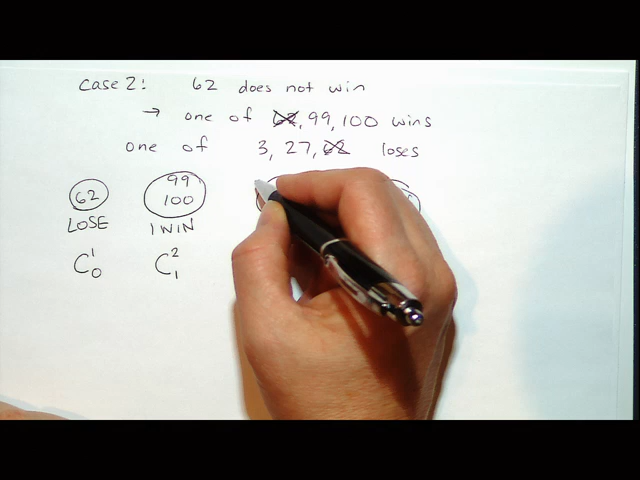 Case 2: 62 does not win
→ one of 62, 99, 100 wins
one of 3, 27, 62 loses
62
99
100
LOSE
1 WIN
C¹₀
C²₁